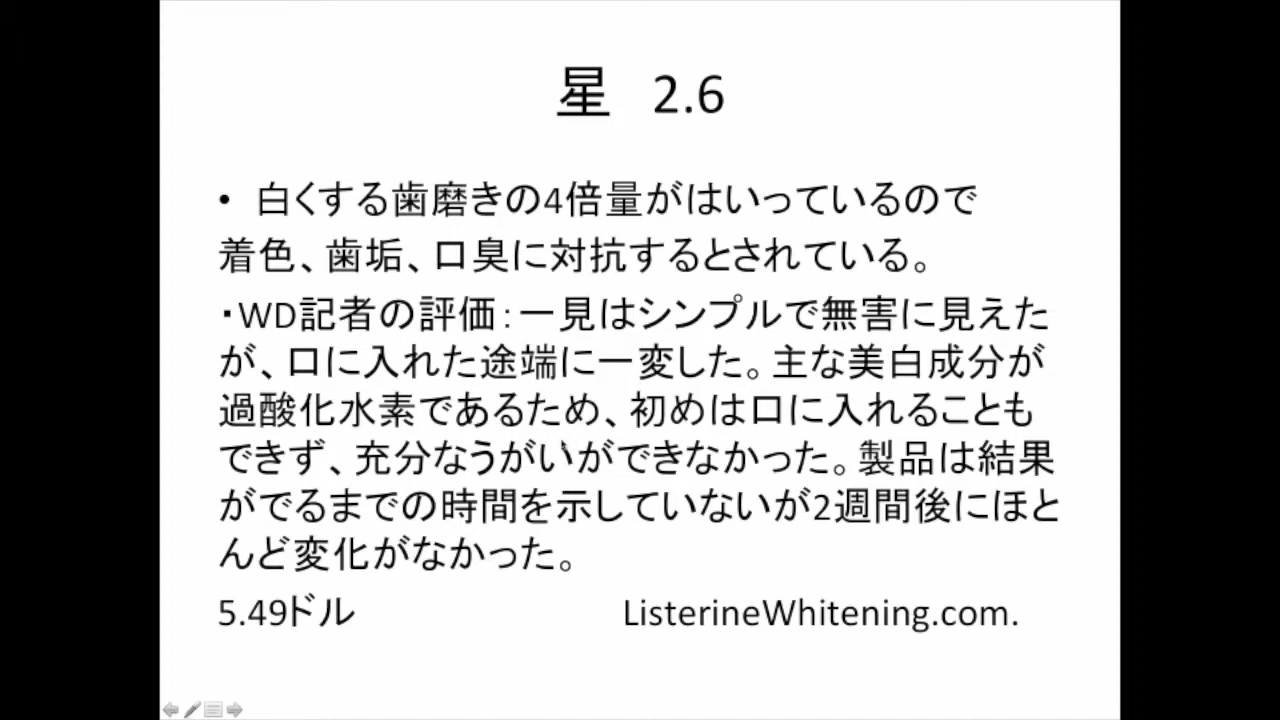 星 2.6
• 白くする歯磨きの4倍量がはいっているので
着色、歯垢、口臭に対抗するとされている。
・WD記者の評価：一見はシンプルで無害に見えた
が、口に入れた途端に一変した。主な美白成分が
過酸化水素であるため、初めは口に入れることも
できず、充分なうがいができなかった。製品は結果
がでるまでの時間を示していないが2週間後にほと
んど変化がなかった。
5.49ドル ListerineWhitening.com.